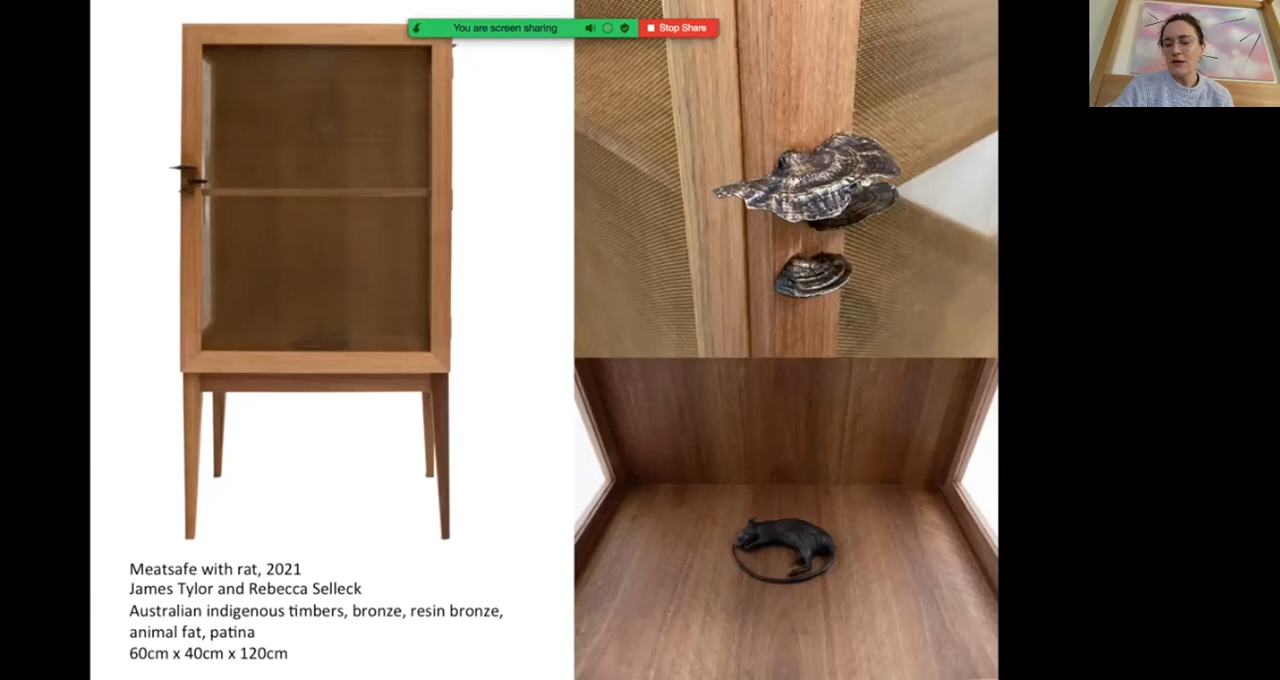 You are screen sharing
Stop Share
Meatsafe with rat, 2021
James Tylor and Rebecca Selleck
Australian indigenous timbers, bronze, resin bronze,
animal fat, patina
60cm x 40cm x 120cm